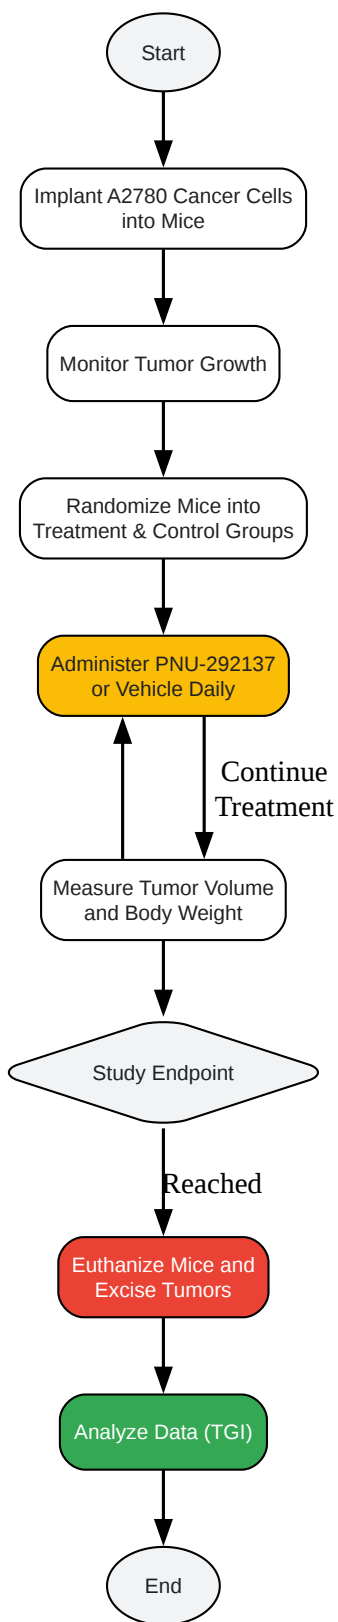 Start
Implant A2780 Cancer Cells
into Mice
Monitor Tumor Growth
Randomize Mice into
Treatment & Control Groups
Administer PNU-292137
or Vehicle Daily
Continue
Treatment
Measure Tumor Volume
and Body Weight
Study Endpoint
Reached
Euthanize Mice and
Excise Tumors
Analyze Data (TGI)
End